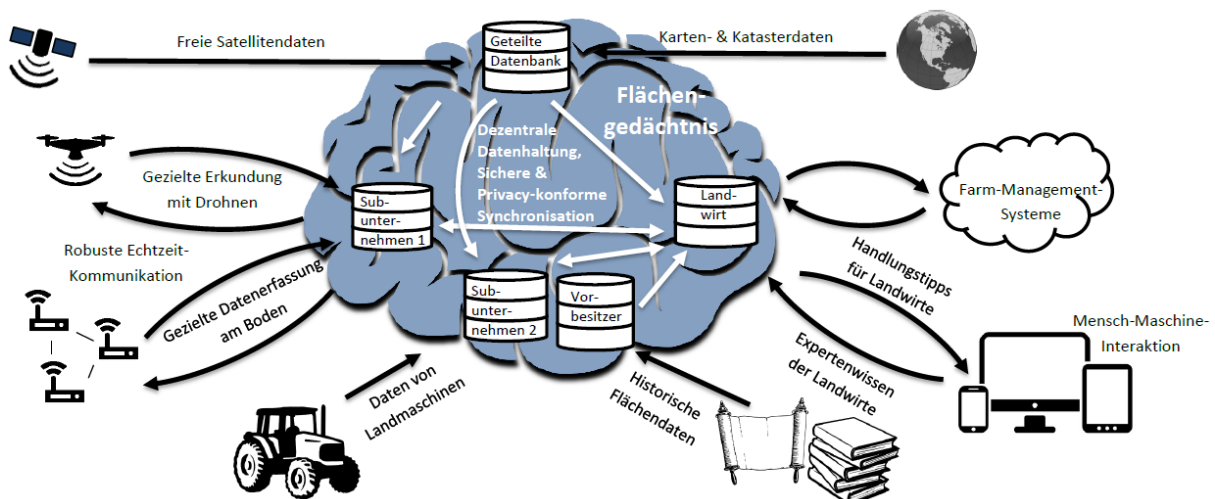 Freie Satellitendaten
Geteilte
Datenbank
Karten- & Katasterdaten
Flächen-
gedächtnis
Dezentrale
Datenhaltung,
Sichere &
Privacy-konforme
Synchronisation
Gezielte Erkundung
mit Drohnen
Sub-
unter-
nehmen 1
Land-
wirt
Farm-Management-
Systeme
Robuste Echtzeit-
Kommunikation
Gezielte Datenerfassung
am Boden
Sub-
unter-
nehmen 2
Vor-
besitzer
Handlungstipps
für Landwirte
Mensch-Maschine-
Interaktion
Expertenwissen
der Landwirte
Daten von
Landmaschinen
Historische
Flächendaten